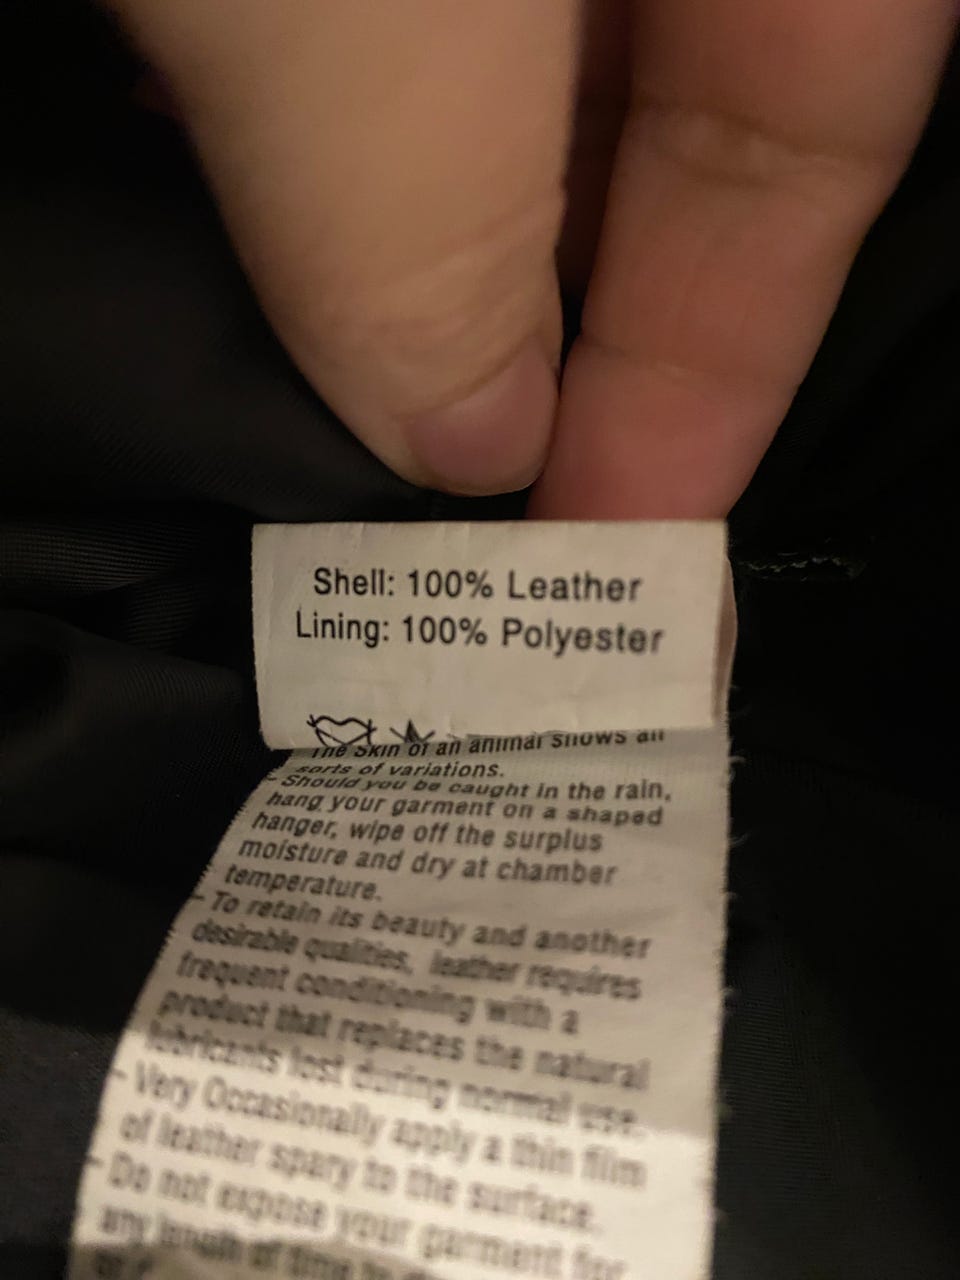 Shell: 100% Leather
Lining: 100% Polyester
The Skin of an animal shows all
sorts of variations.
- Should you be caught in the rain,
hang your garment on a shaped
hanger, wipe off the surplus
moisture and dry at chamber
temperature.
- To retain its beauty and another
desirable qualities, leather requires
frequent conditioning with a
product that replaces the natural
lubricants lost during normal use.
- Very Occasionally apply a thin film
of leather spary to the surface.
- Do not expose your garment for
any length of time